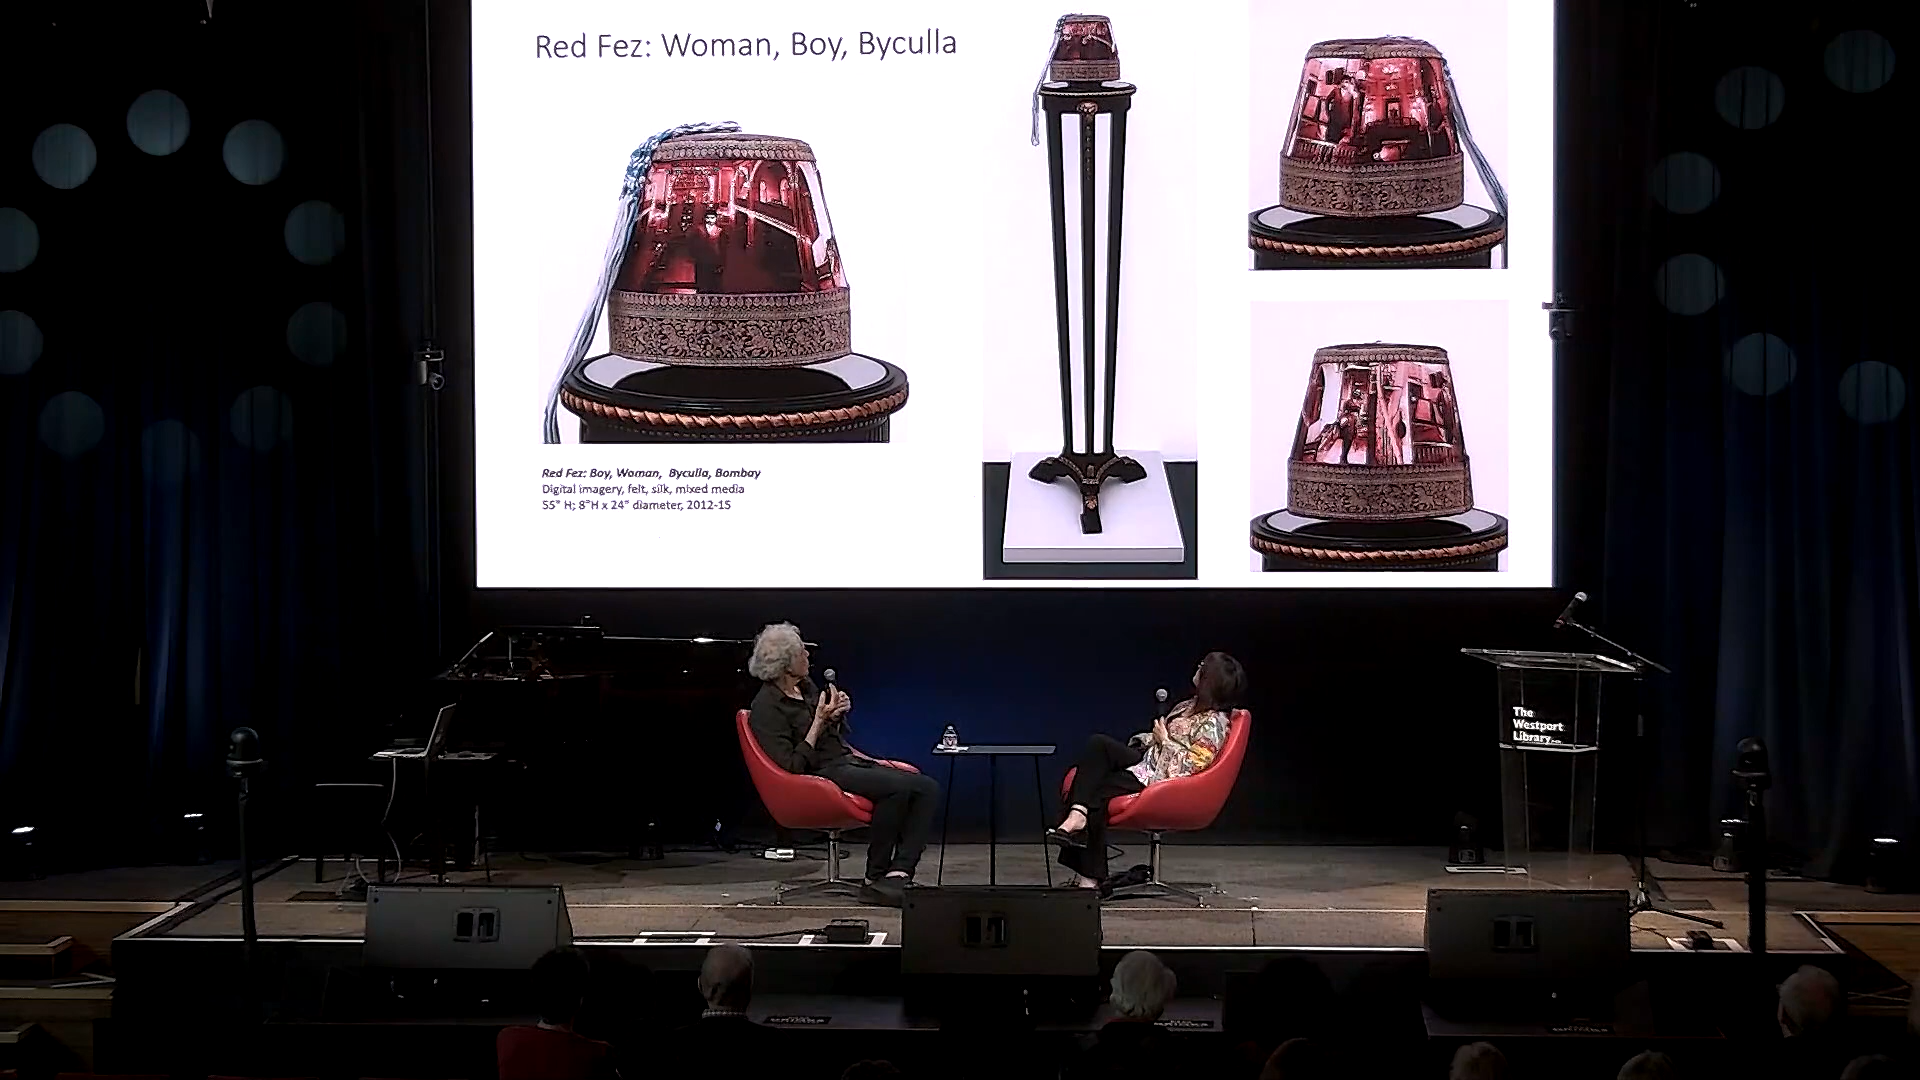 Red Fez: Woman, Boy, Byculla
Red Fez: Boy, Woman, Byculla, Bombay
Digital imagery, felt, silk, mixed media
55" H; 8"H x 24" diameter, 2012-15
The
Westport
Library